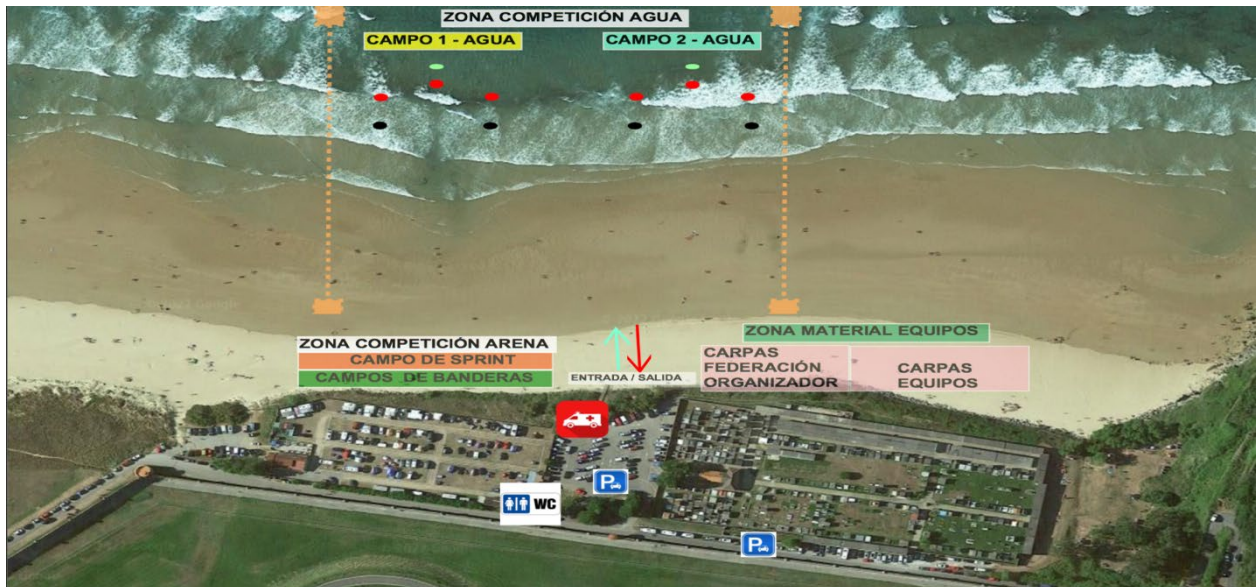 ZONA COMPETICIÓN AGUA
CAMPO 1 - AGUA
CAMPO 2 - AGUA
ZONA COMPETICIÓN ARENA
CAMPO DE SPRINT
CAMPOS DE BANDERAS
ENTRADA / SALIDA
ZONA MATERIAL EQUIPOS
CARPAS
FEDERACIÓN
ORGANIZADOR
CARPAS
EQUIPOS
P
WC
P